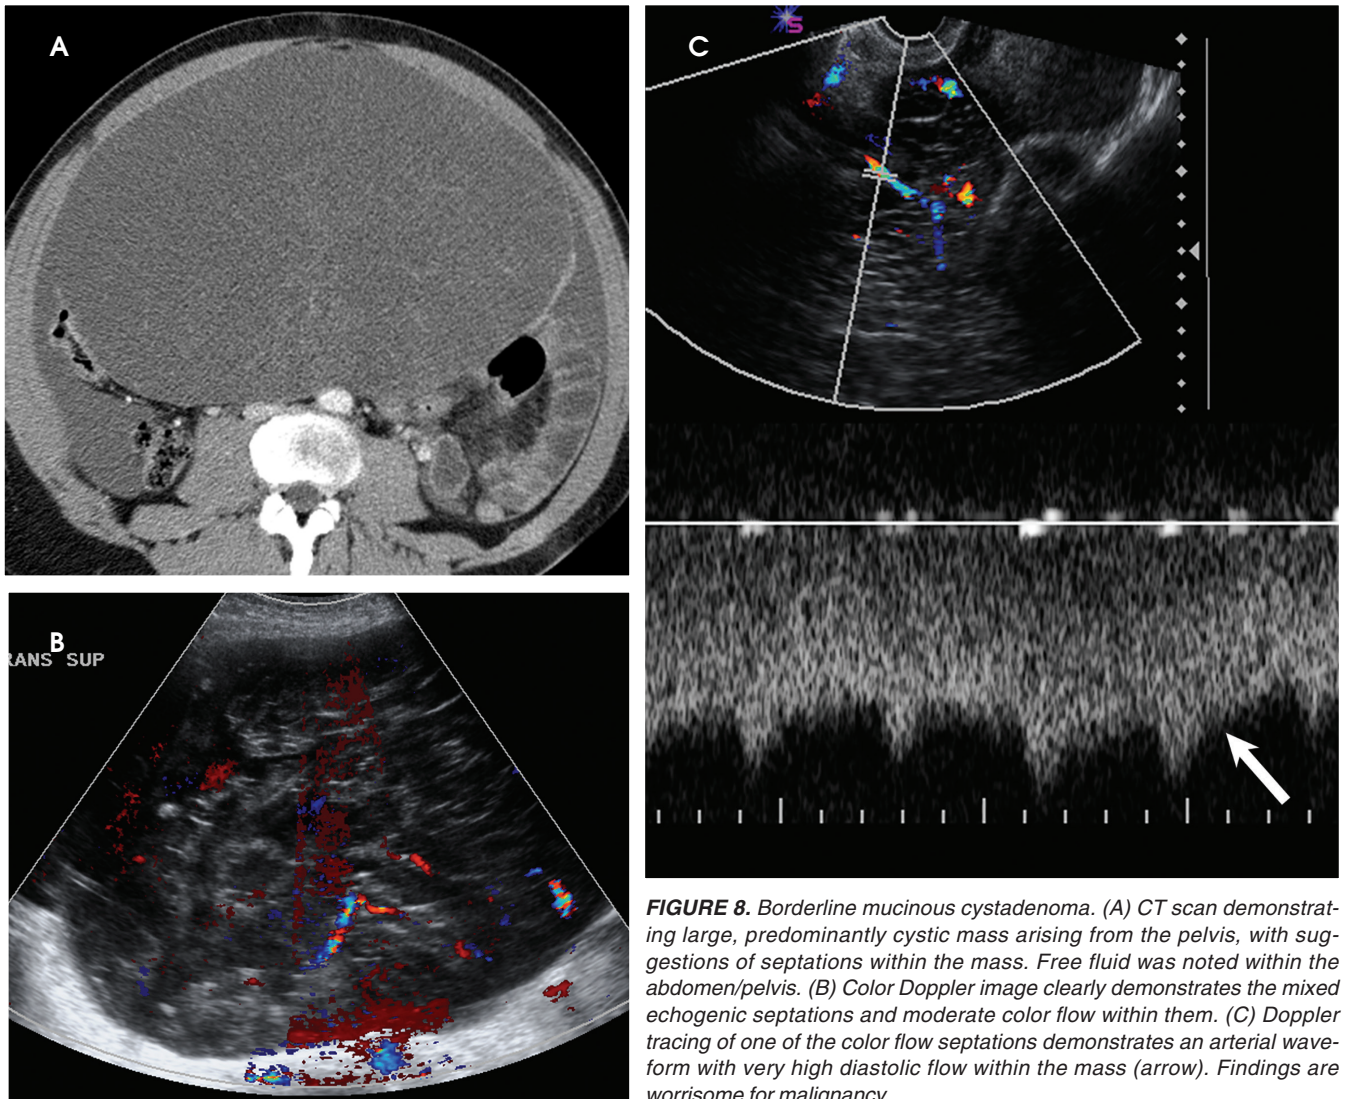 A
S
C
B
RANS SUP
FIGURE 8. Borderline mucinous cystadenoma. (A) CT scan demonstrat-
ing large, predominantly cystic mass arising from the pelvis, with sug-
gestions of septations within the mass. Free fluid was noted within the
abdomen/pelvis. (B) Color Doppler image clearly demonstrates the mixed
echogenic septations and moderate color flow within them. (C) Doppler
tracing of one of the color flow septations demonstrates an arterial wave-
form with very high diastolic flow within the mass (arrow). Findings are
worrisome for malignancy